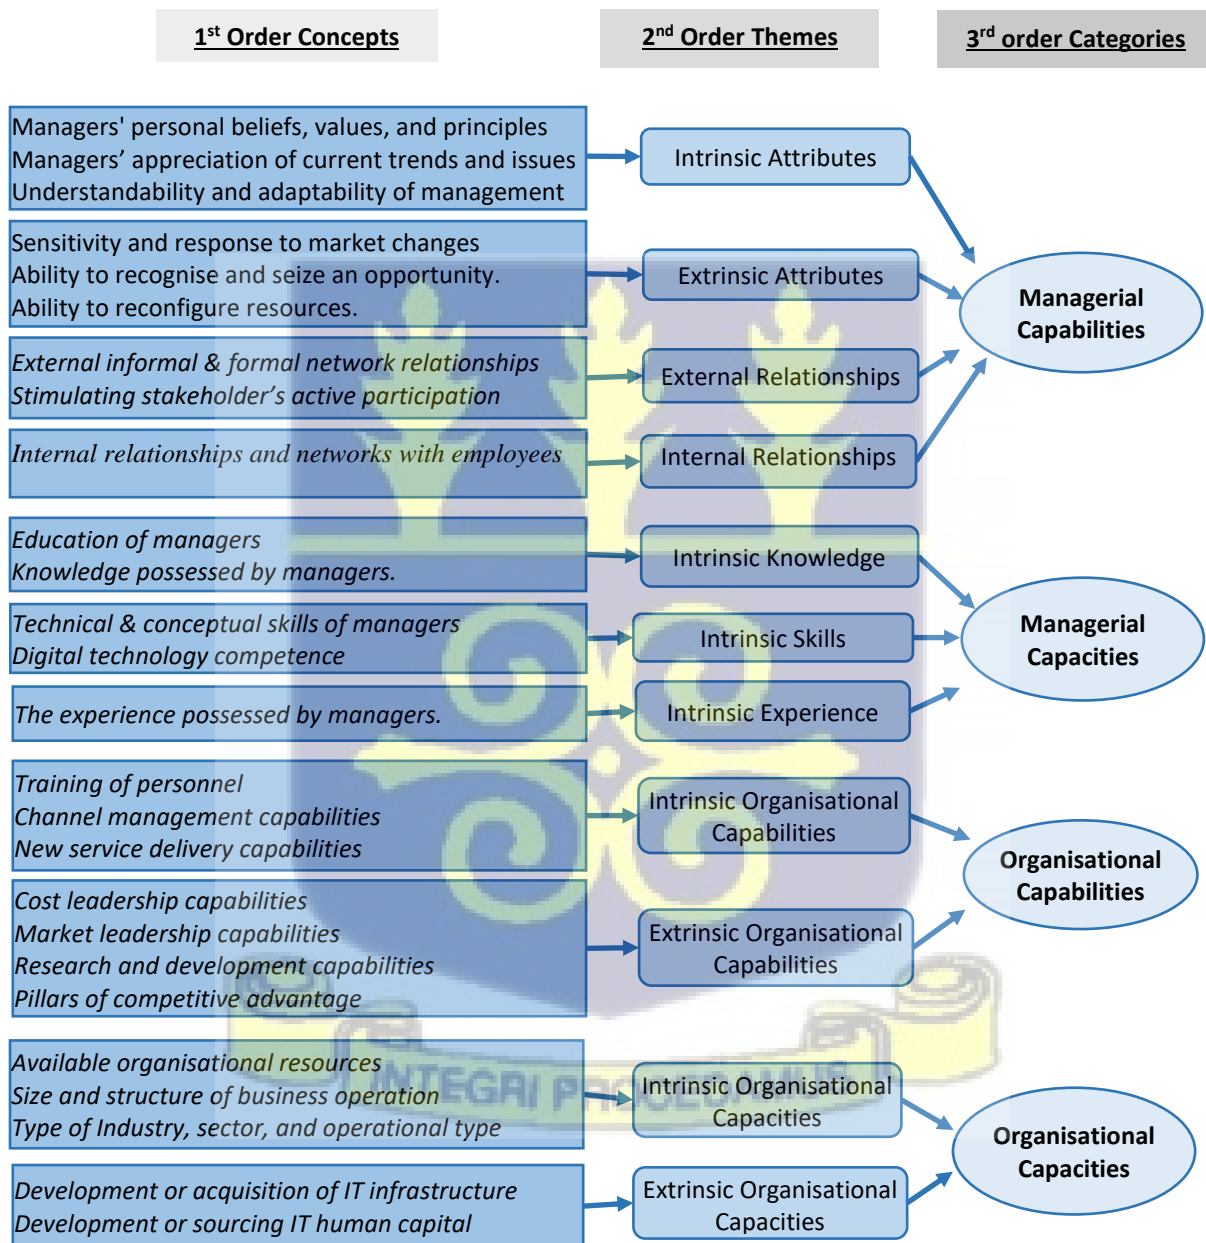 1st Order Concepts
2nd Order Themes
3rd order Categories
Managers' personal beliefs, values, and principles
Managers’ appreciation of current trends and issues
Understandability and adaptability of management
Intrinsic Attributes
Sensitivity and response to market changes
Ability to recognise and seize an opportunity.
Ability to reconfigure resources.
Extrinsic Attributes
External informal & formal network relationships
Stimulating stakeholder’s active participation
External Relationships
Internal relationships and networks with employees
Internal Relationships
Managerial
Capabilities
Education of managers
Knowledge possessed by managers.
Intrinsic Knowledge
Technical & conceptual skills of managers
Digital technology competence
Intrinsic Skills
The experience possessed by managers.
Intrinsic Experience
Managerial
Capacities
Training of personnel
Channel management capabilities
New service delivery capabilities
Intrinsic Organisational
Capabilities
Cost leadership capabilities
Market leadership capabilities
Research and development capabilities
Pillars of competitive advantage
Extrinsic Organisational
Capabilities
Organisational
Capabilities
Available organisational resources
Size and structure of business operation
Type of Industry, sector, and operational type
Intrinsic Organisational
Capacities
Development or acquisition of IT infrastructure
Development or sourcing IT human capital
Extrinsic Organisational
Capacities
Organisational
Capacities
INTEGRI PROCEDAMUS